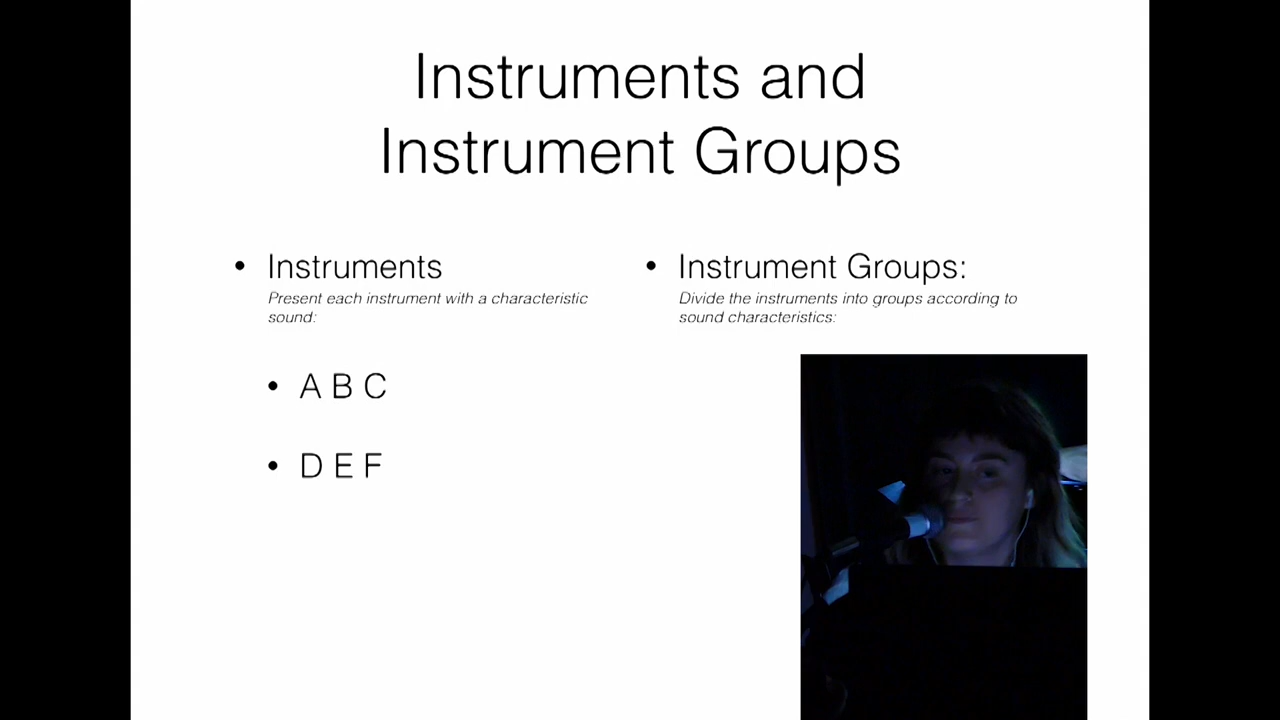 Instruments and
Instrument Groups
• Instruments
Present each instrument with a characteristic
sound:
• A B C
• D E F
• Instrument Groups:
Divide the instruments into groups according to
sound characteristics: